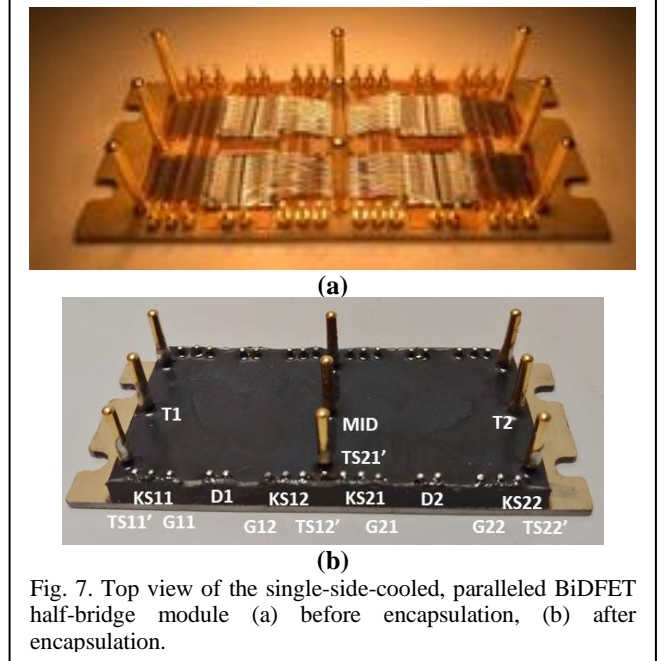 (a)
T1
T2
MID
TS21’
KS11 D1 KS12 KS21 D2 KS22
TS11’ G11 G12 TS12’ G21 G22 TS22’
(b)
Fig. 7. Top view of the single-side-cooled, paralleled BiDFET
half-bridge module (a) before encapsulation, (b) after
encapsulation.